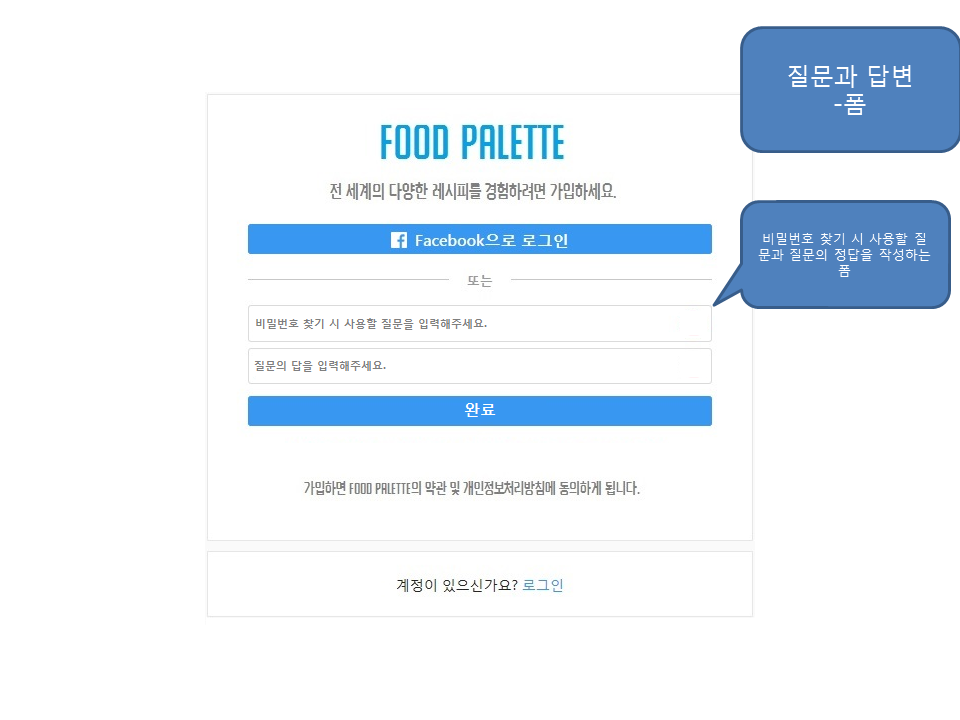 질문과 답변
-폼
FOOD PALETTE
전 세계의 다양한 레시피를 경험하려면 가입하세요.
Facebook으로 로그인
또는
비밀번호 찾기 시 사용할 질문을 입력해주세요.
질문의 답을 입력해주세요.
완료
가입하면 FOOD PALETTE의 약관 및 개인정보처리방침에 동의하게 됩니다.
계정이 있으신가요? 로그인
비밀번호 찾기 시 사용할 질
문과 질문의 정답을 작성하는
폼